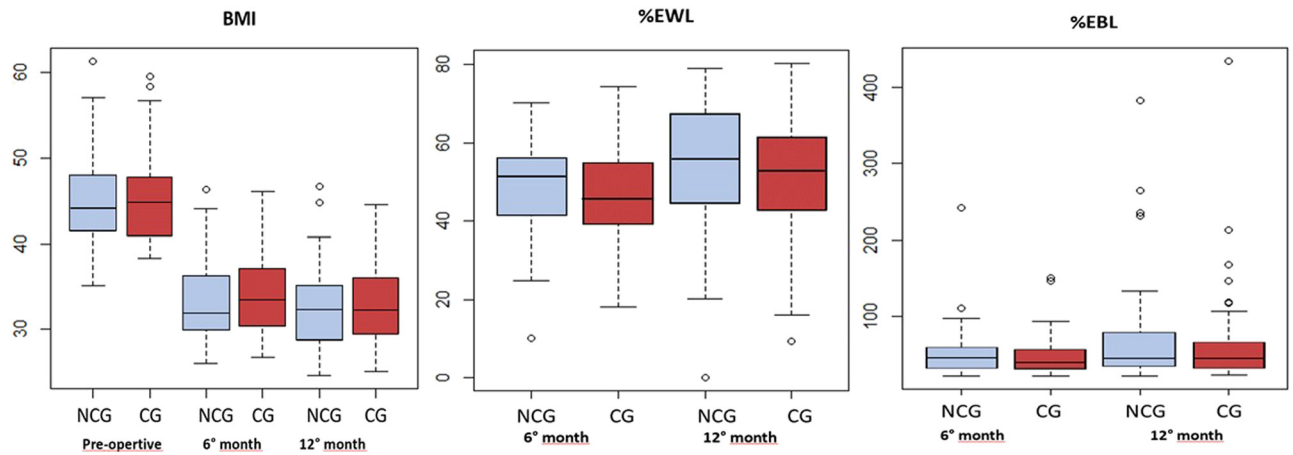 BMI
60
50
40
30
NCG CG NCG CG NCG CG
Pre-opertive 6° month 12° month
%EWL
80
60
40
20
0
NCG CG NCG CG
6° month 12° month
%EBL
400
300
200
100
NCG CG NCG CG
6° month 12° month